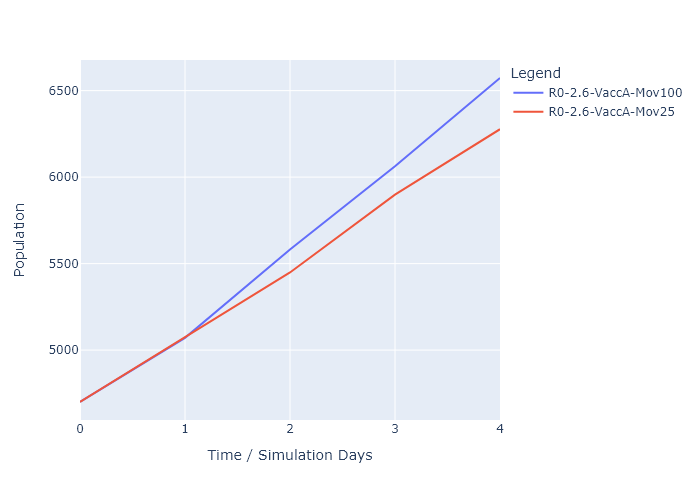 Legend
R0-2.6-VaccA-Mov100
R0-2.6-VaccA-Mov25
6500
6000
5500
5000
Population
0 1 2 3 4
Time / Simulation Days